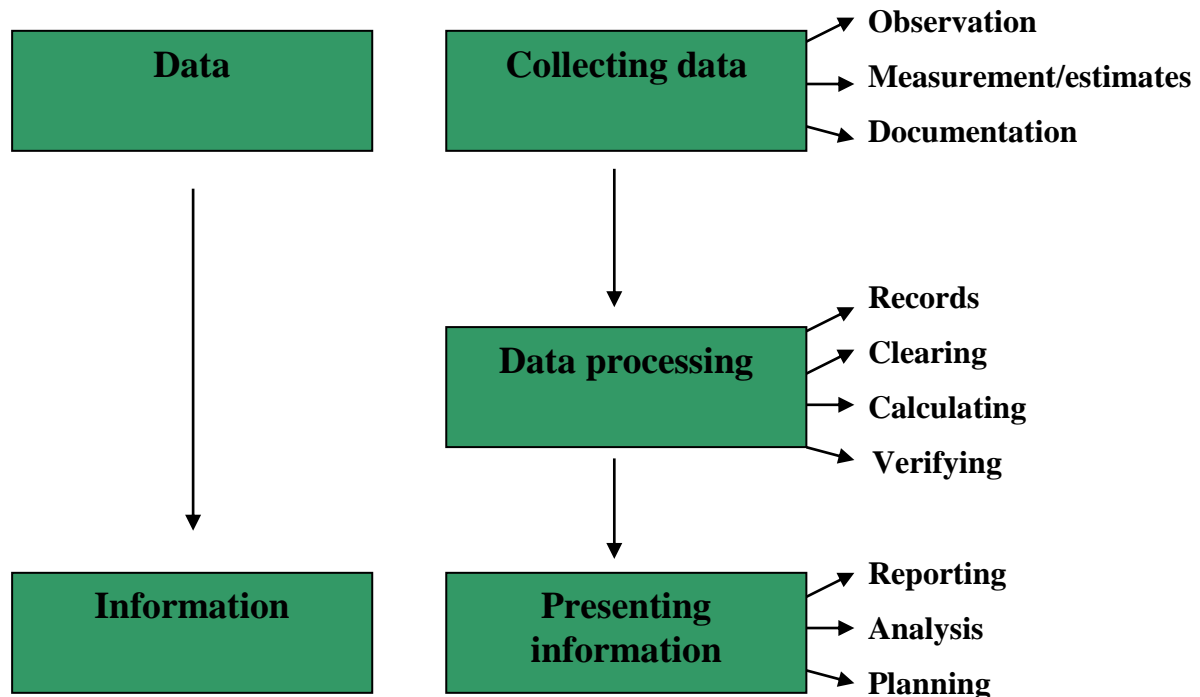 Data
Collecting data
Observation
Measurement/estimates
Documentation
Data processing
Records
Clearing
Calculating
Verifying
Information
Presenting
information
Reporting
Analysis
Planning